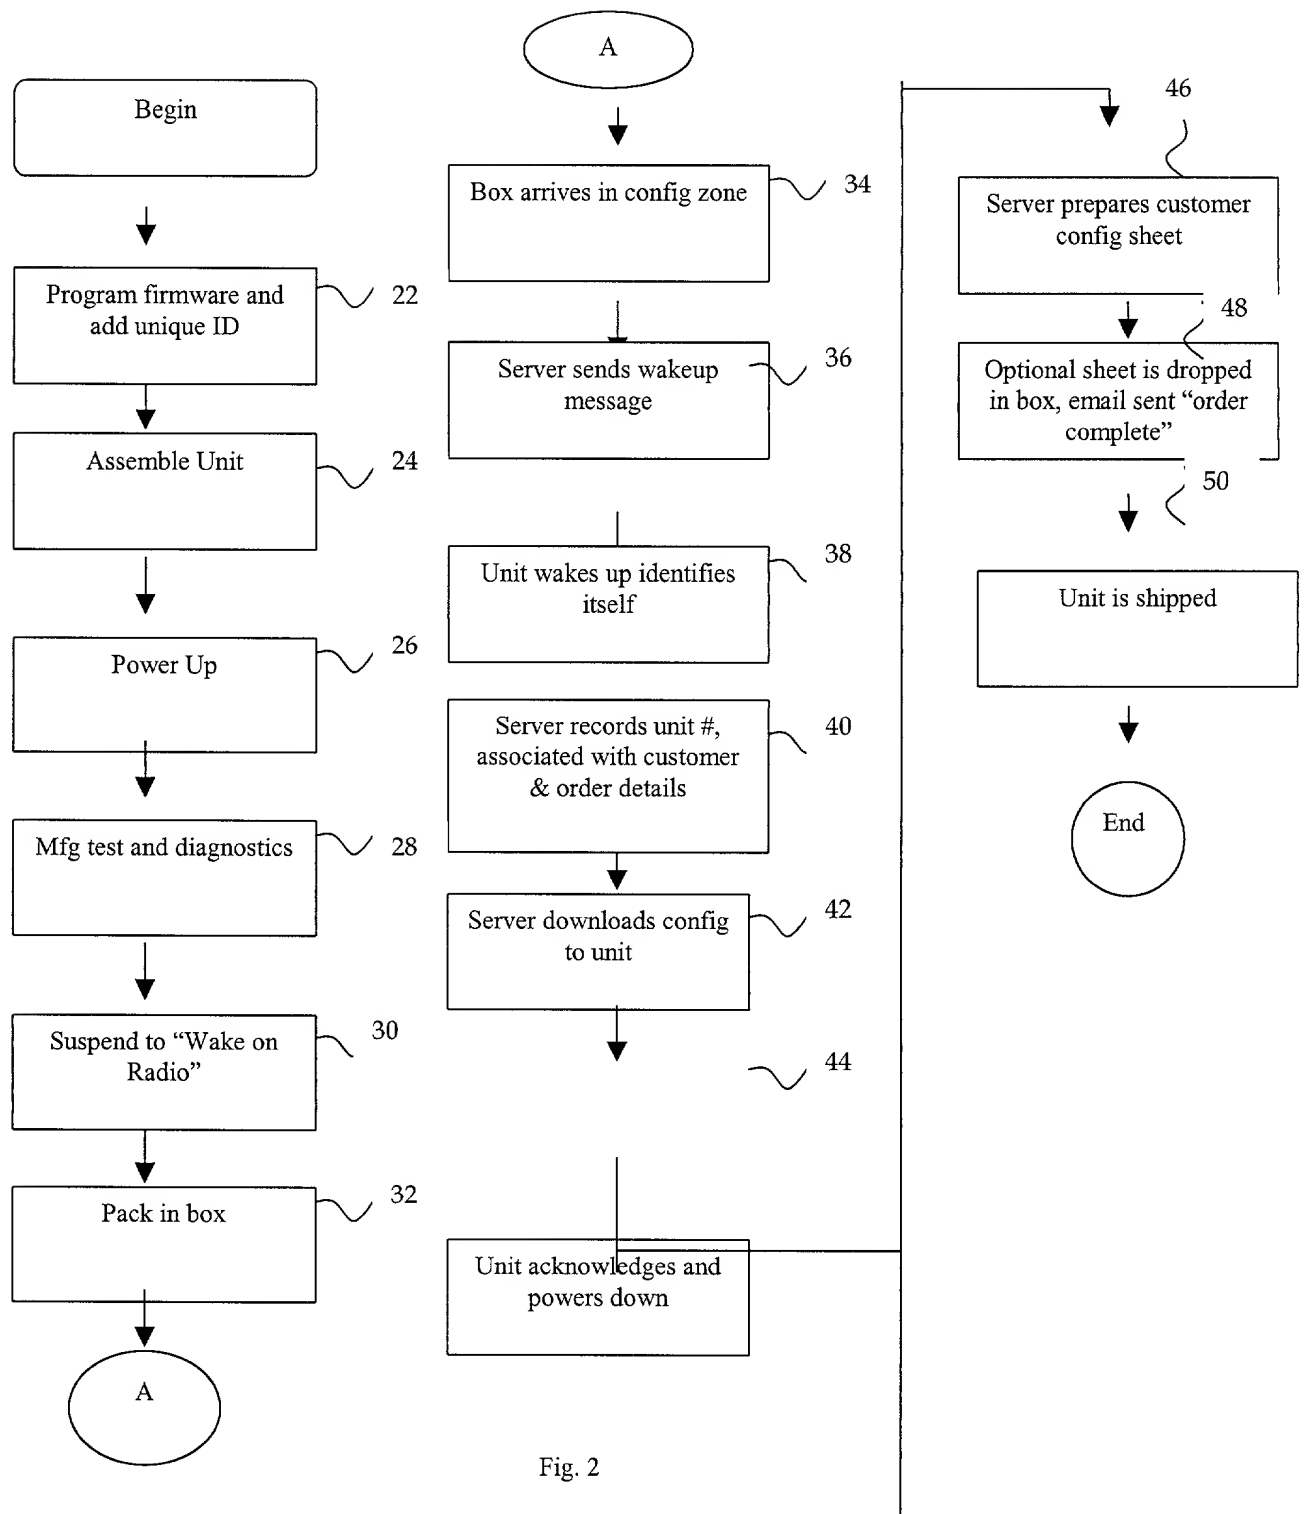 Begin
Program firmware and
add unique ID
22
Assemble Unit
24
Power Up
26
Mfg test and diagnostics
28
Suspend to “Wake on
Radio”
30
Pack in box
32
A
A
Box arrives in config zone
34
Server sends wakeup
message
36
Unit wakes up identifies
itself
38
Server records unit #,
associated with customer
& order details
40
Server downloads config
to unit
42
44
Unit acknowledges and
powers down
46
Server prepares customer
config sheet
48
Optional sheet is dropped
in box, email sent “order
complete”
50
Unit is shipped
End
Fig. 2